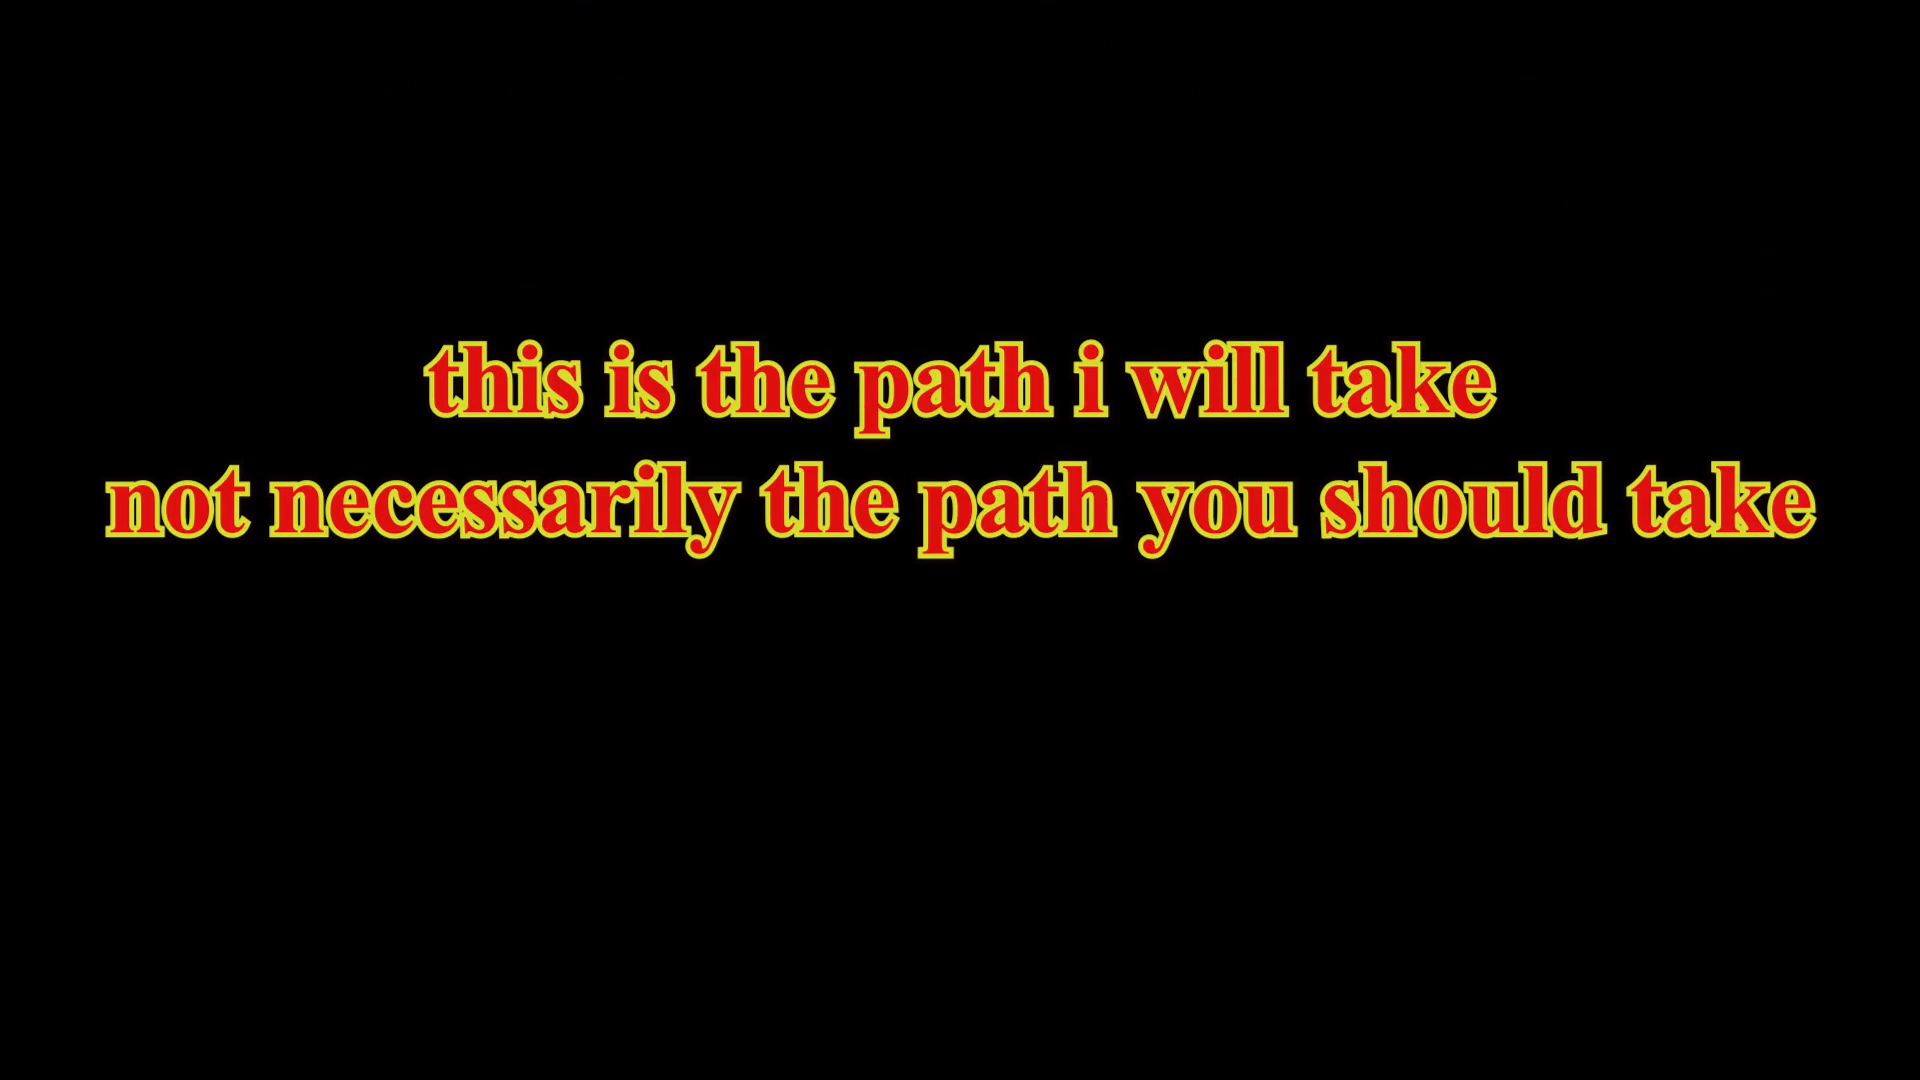 this is the path i will take
not necessarily the path you should take